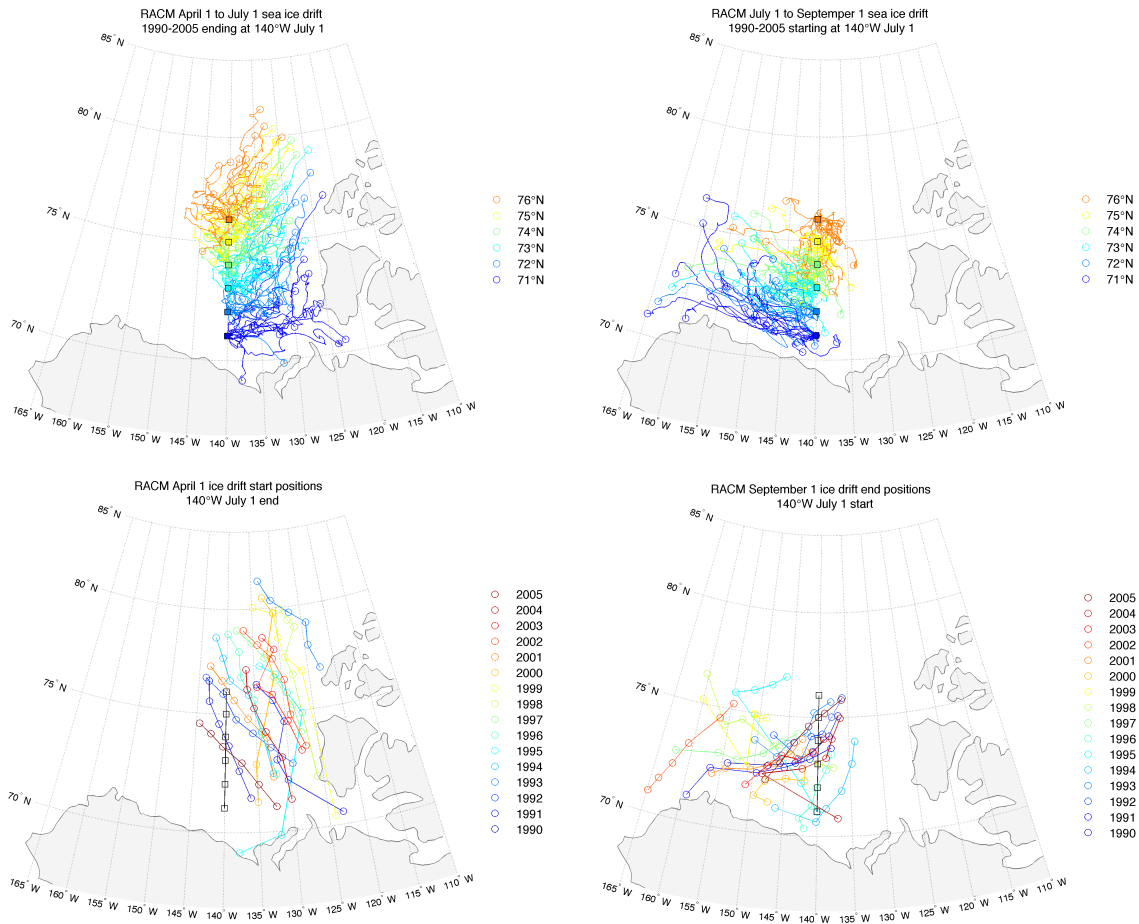 RACM April 1 to July 1 sea ice drift
1990-2005 ending at 140°W July 1
85° N
80° N
75° N
70° N
165° W
160° W
155° W
150° W
145° W
140° W
135° W
130° W
125° W
120° W
115° W
110° W
76°N
75°N
74°N
73°N
72°N
71°N
RACM July 1 to September 1 sea ice drift
1990-2005 starting at 140°W July 1
85° N
80° N
75° N
70° N
165° W
160° W
155° W
150° W
145° W
140° W
135° W
130° W
125° W
120° W
115° W
110° W
76°N
75°N
74°N
73°N
72°N
71°N
RACM April 1 ice drift start positions
140°W July 1 end
85° N
80° N
75° N
70° N
165° W
160° W
155° W
150° W
145° W
140° W
135° W
130° W
125° W
120° W
115° W
110° W
2005
2004
2003
2002
2001
2000
1999
1998
1997
1996
1995
1994
1993
1992
1991
1990
RACM September 1 ice drift end positions
140°W July 1 start
85° N
80° N
75° N
70° N
165° W
160° W
155° W
150° W
145° W
140° W
135° W
130° W
125° W
120° W
115° W
110° W
2005
2004
2003
2002
2001
2000
1999
1998
1997
1996
1995
1994
1993
1992
1991
1990